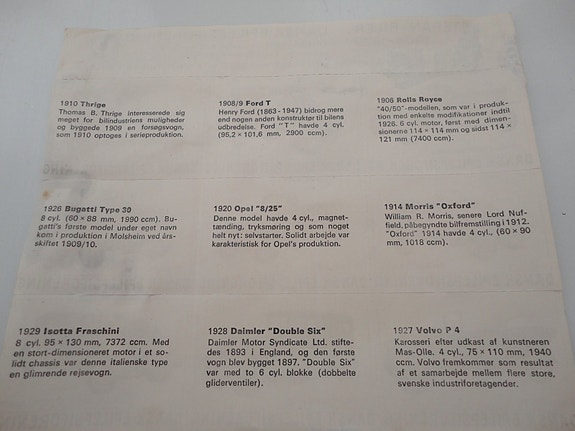 1910 Thrige
Thomas B. Thrige interesserede sig
meget for bilindustriens muligheder
og byggede 1909 en forsøgsvogn,
som 1910 optoges i serieproduktion.
1908/9 Ford T
Henry Ford (1863-1947) bidrog mere
end nogen anden konstruktør til bilens
udbredelse. Ford "T" havde 4 cyl.
(95,2 × 101,6 mm, 2900 ccm).
1906 Rolls Royce
"40/50"-modellen, som var i produk-
tion med enkelte modifikationer indtil
1926. 6 cyl. motor, først med dimen-
sionerne 114 × 114 mm og sidst 114 ×
121 mm (7400 ccm).
1926 Bugatti Type 30
8 cyl. (60 × 88 mm, 1990 ccm). Bu-
gatti's første model under eget navn
kom i produktion i Molsheim ved års-
skiftet 1909/10.
1920 Opel "8/25"
Denne model havde 4 cyl., magnet-
tænding, tryksmøring og som noget
helt nyt: selvstarter. Solidt arbejde var
karakteristisk for Opel's produktion.
1914 Morris "Oxford"
William R. Morris, senere Lord Nuf-
field, påbegyndte bilfremstilling i 1912.
"Oxford" 1914 havde 4 cyl., (60 × 90
mm, 1018 ccm).
1929 Isotta Fraschini
8 cyl. 95 × 130 mm, 7372 ccm. Med
en stort-dimensioneret motor i et so-
lidt chassis var denne italienske type
en glimrende rejsevogn.
1928 Daimler "Double Six"
Daimler Motor Syndicate Ltd. stifte-
des 1893 i England, og den første
vogn blev bygget 1897. "Double Six"
var med to 6 cyl. blokke (dobbelte
gliderventiler).
1927 Volvo P 4
Karosseri efter udkast af kunstneren
Mas-Olle. 4 cyl., 75 × 110 mm, 1940
ccm. Volvo fremkommer som resultat
af et samarbejde mellem flere store,
svenske industriforetagender.